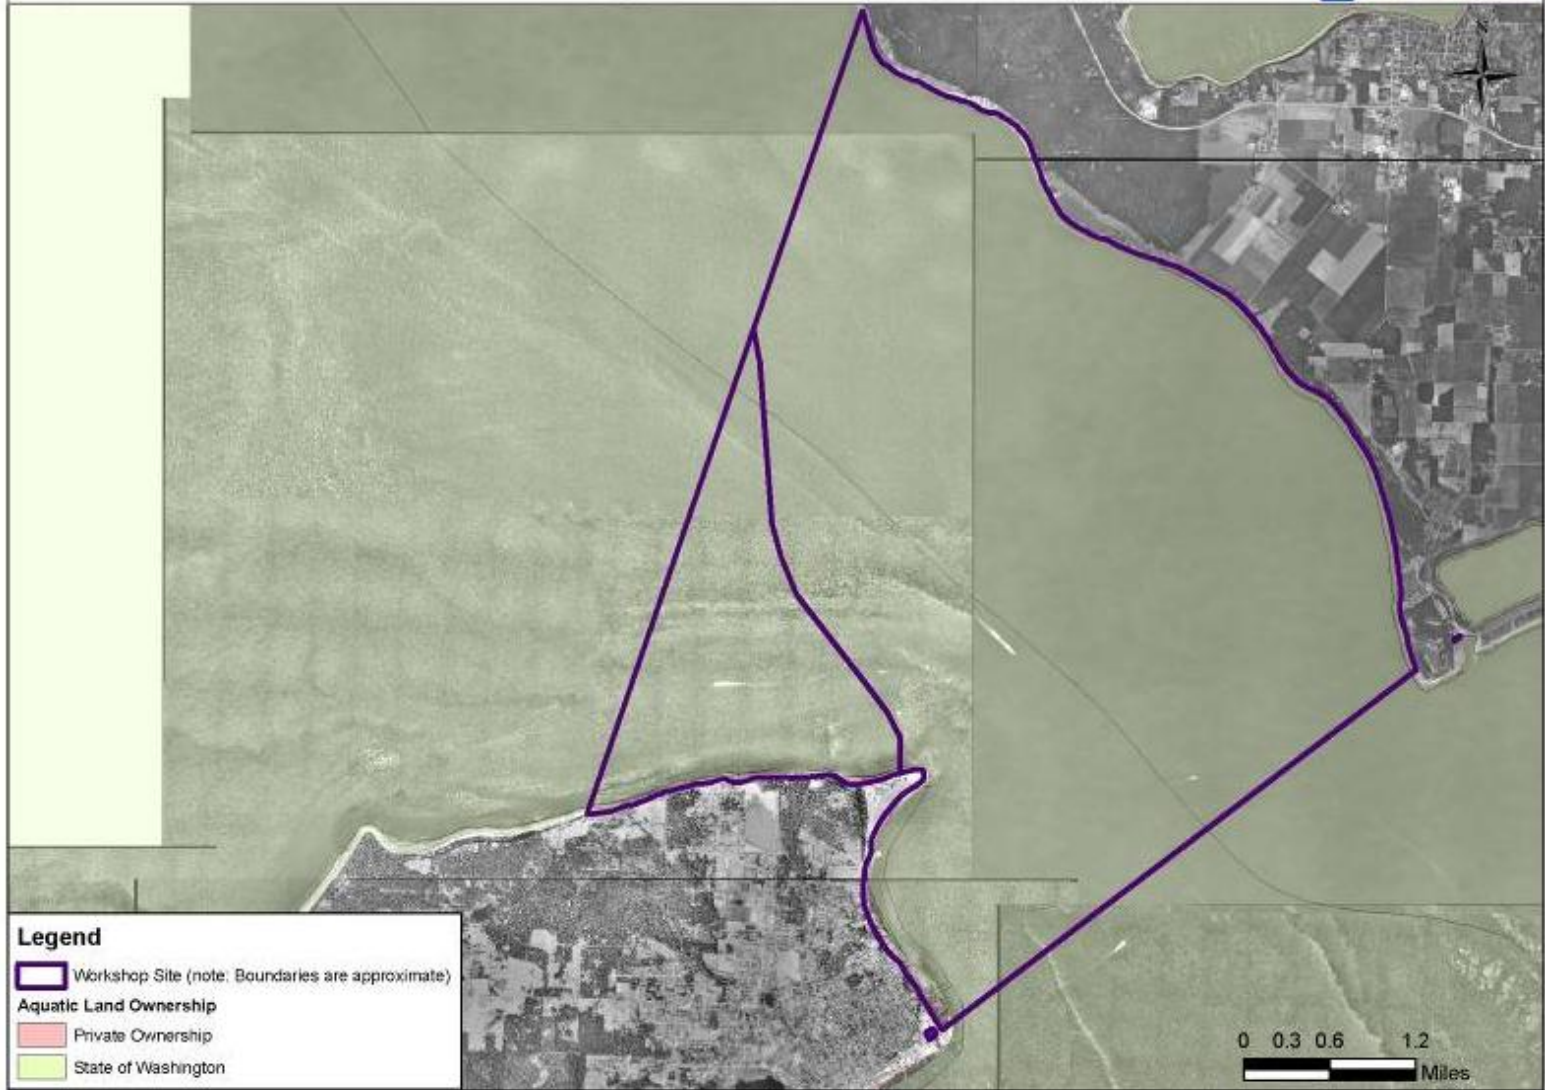 N
Legend
Workshop Site (note: Boundaries are approximate)
Aquatic Land Ownership
Private Ownership
State of Washington
0 0.3 0.6 1.2
Miles